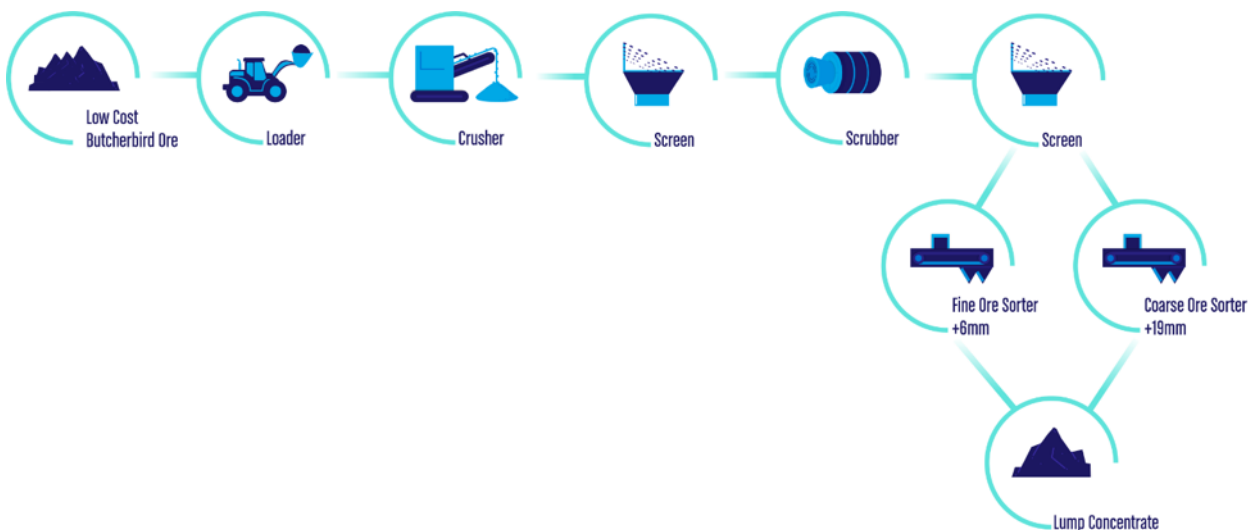 Low Cost
Butcherbird Ore
Loader
Crusher
Screen
Scrubber
Screen
Fine Ore Sorter
+6mm
Coarse Ore Sorter
+19mm
Lump Concentrate